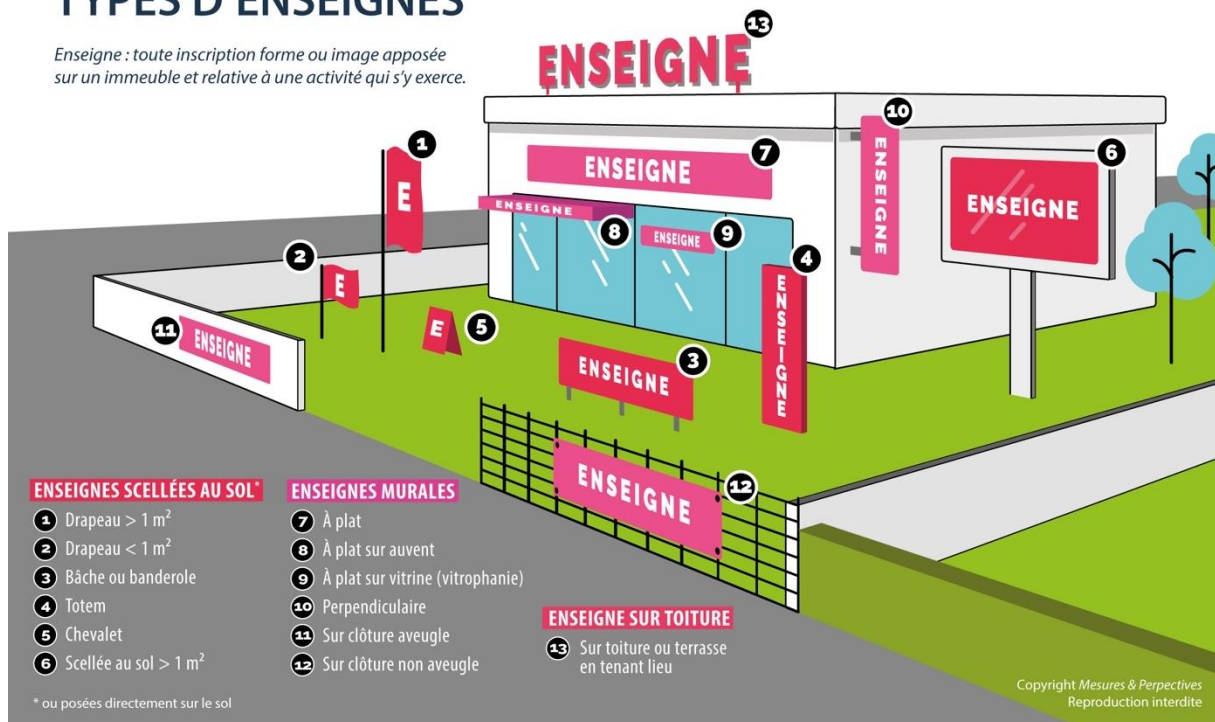 TYPES D'ENSEIGNES
Enseigne : toute inscription forme ou image apposée
sur un immeuble et relative à une activité qui s'y exerce.
13
ENSEIGNE
10
ENSEIGNE
1
E
7
ENSEIGNE
6
ENSEIGNE
ENSEIGNE
8
ENSEIGNE
9
2
E
4
ENSEIGNE
11
ENSEIGNE
E
5
3
ENSEIGNE
ENSEIGNE
12
ENSEIGNES SCELLÉES AU SOL*
1 Drapeau > 1 m²
2 Drapeau < 1 m²
3 Bâche ou banderole
4 Totem
5 Chevalet
6 Scellée au sol > 1 m²
* ou posées directement sur le sol
ENSEIGNES MURALES
7 À plat
8 À plat sur auvent
9 À plat sur vitrine (vitrophanie)
10 Perpendiculaire
11 Sur clôture aveugle
12 Sur clôture non aveugle
ENSEIGNE SUR TOITURE
13 Sur toiture ou terrasse
en tenant lieu
Copyright Mesures & Perpectives
Reproduction interdite